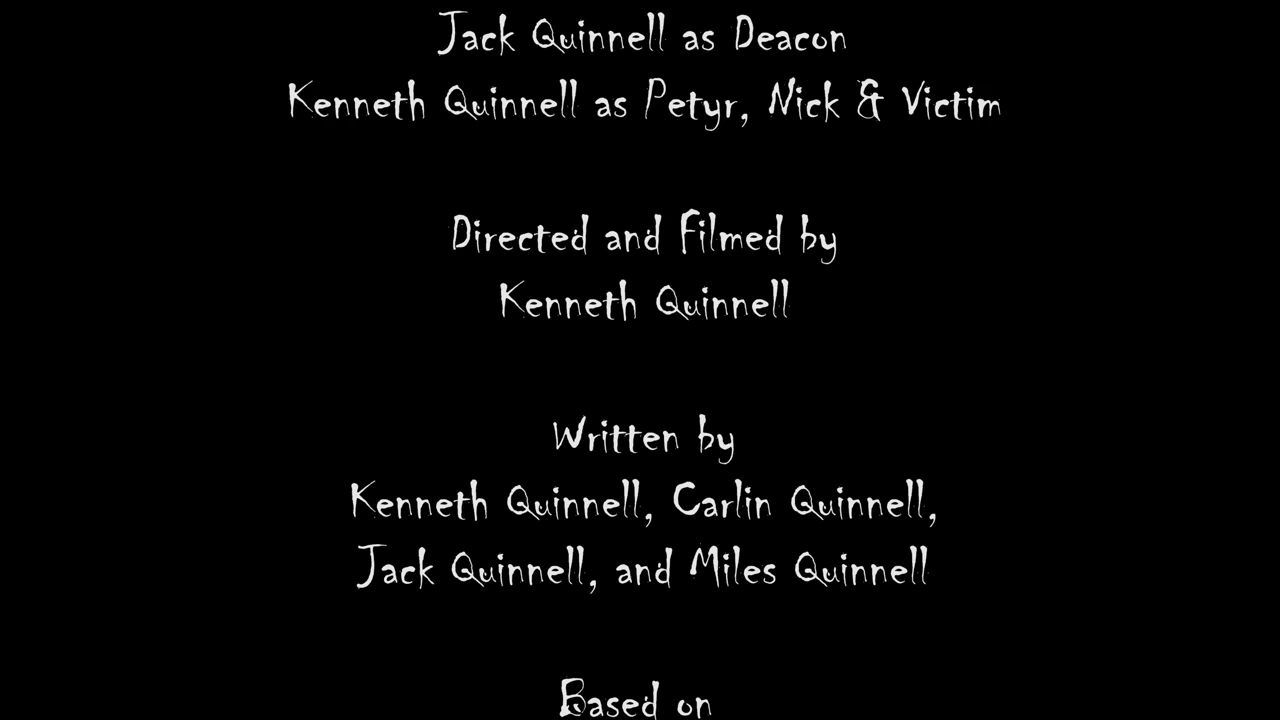 Jack Quinnell as Deacon
Kenneth Quinnell as Petyr, Nick & Victim
Directed and Filmed by
Kenneth Quinnell
Written by
Kenneth Quinnell, Carlin Quinnell,
Jack Quinnell, and Miles Quinnell
Based on